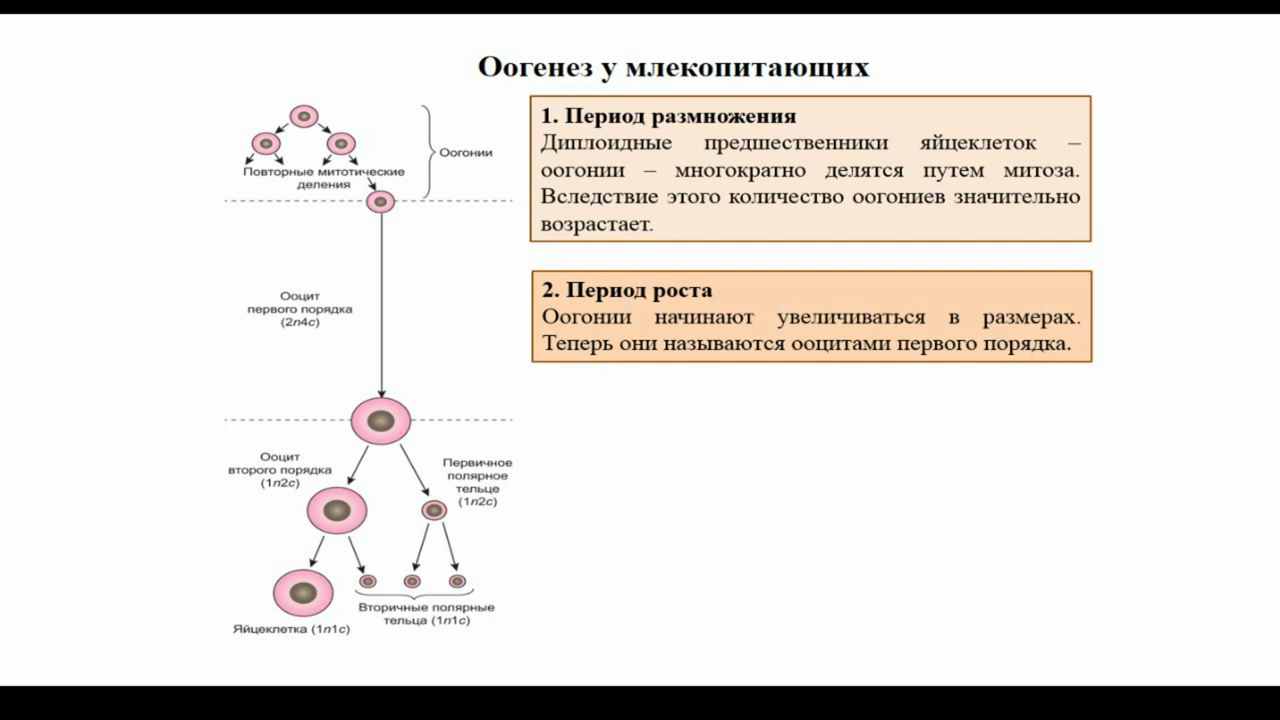 Оогенез у млекопитающих
Оогонии
Повторные митотические
деления
Ооцит
первого порядка
(2n4c)
Ооцит
второго порядка
(1n2c)
Первичное
полярное
тельце
(1n2c)
Вторичные полярные
тельца (1n1c)
Яйцеклетка (1n1c)
1. Период размножения
Диплоидные предшественники яйцеклеток –
оогонии – многократно делятся путем митоза.
Вследствие этого количество оогониев значительно
возрастает.
2. Период роста
Оогонии начинают увеличиваться в размерах.
Теперь они называются ооцитами первого порядка.